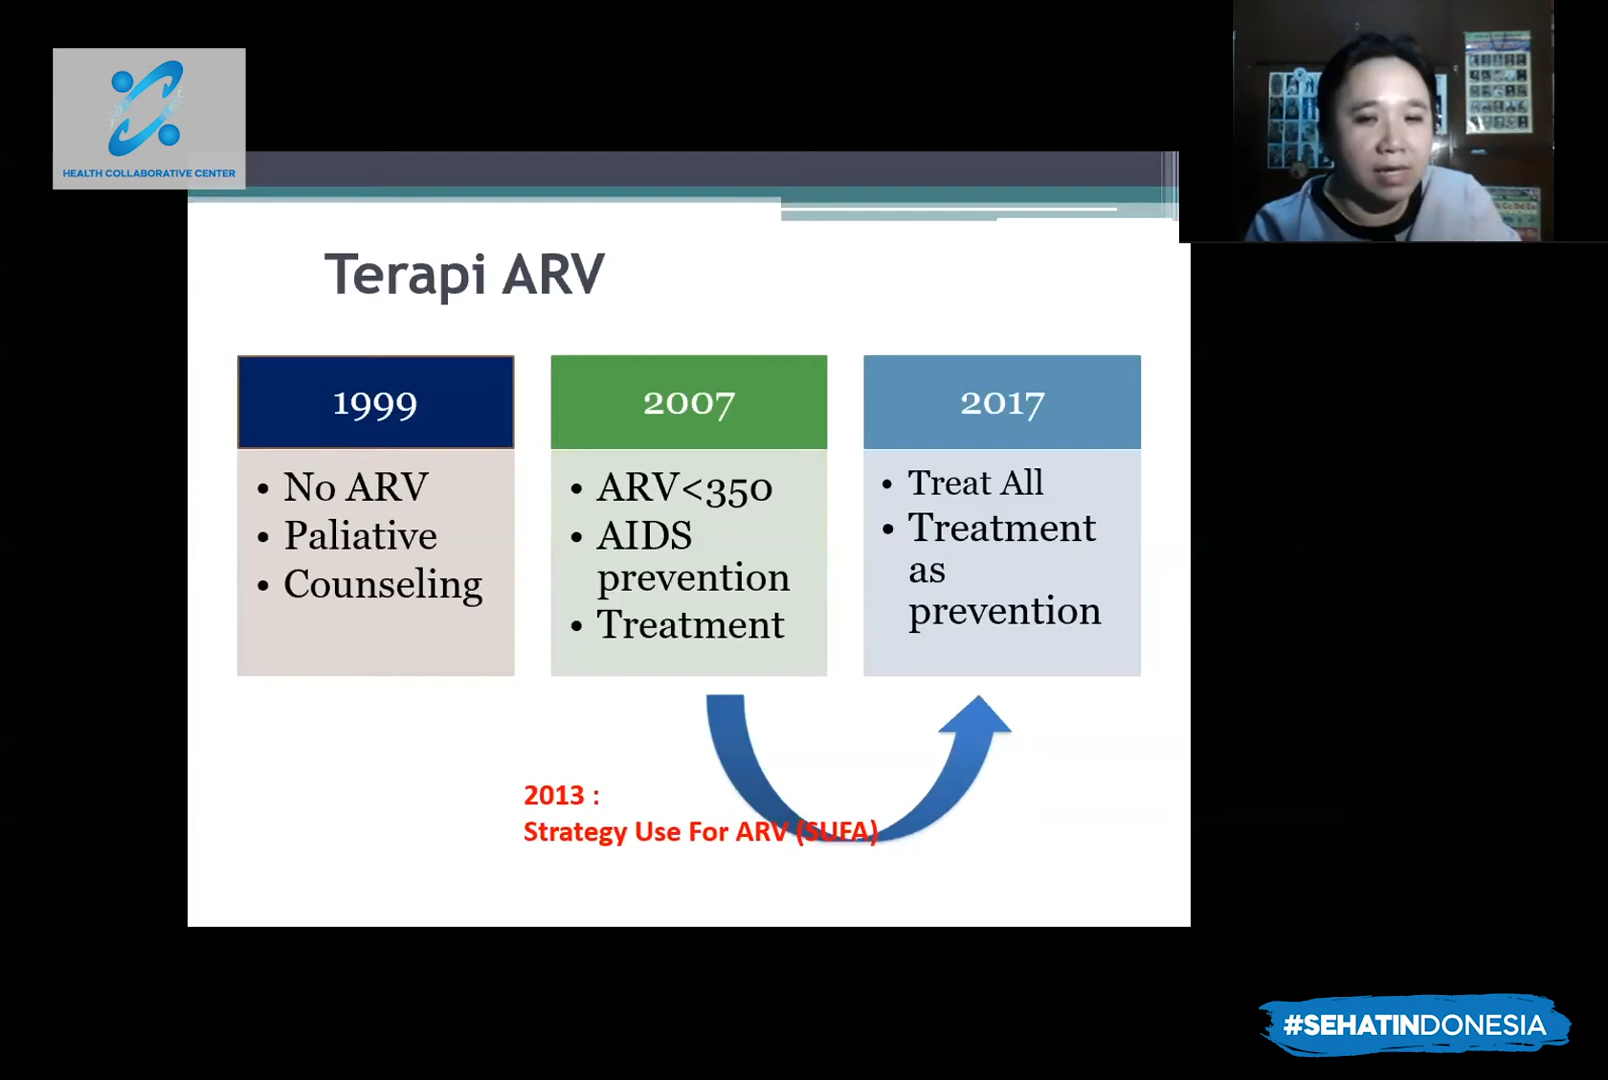 HEALTH COLLABORATIVE CENTER
Terapi ARV
1999
• No ARV
• Paliative
• Counseling
2007
• ARV<350
• AIDS
prevention
• Treatment
2017
• Treat All
• Treatment
as
prevention
2013 :
Strategy Use For ARV (SUFA)
#SEHATINDONESIA